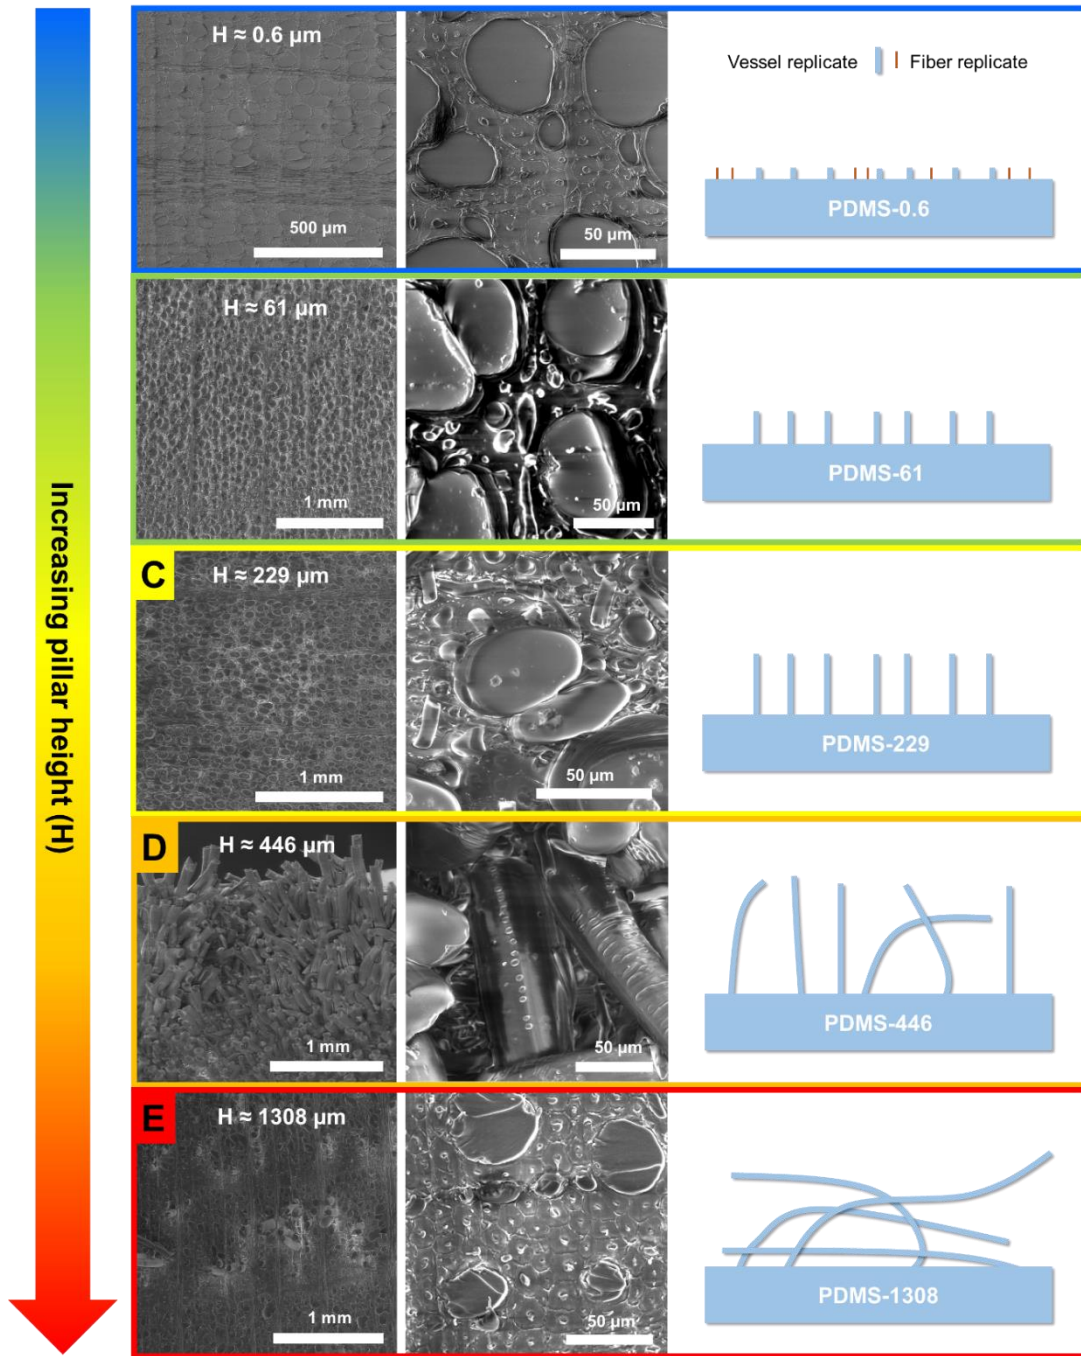 Increasing pillar height (H)
H ≈ 0.6 µm
500 µm
50 µm
Vessel replicate
Fiber replicate
PDMS-0.6
H ≈ 61 µm
1 mm
50 µm
PDMS-61
C
H ≈ 229 µm
1 mm
50 µm
PDMS-229
D
H ≈ 446 µm
1 mm
50 µm
PDMS-446
E
H ≈ 1308 µm
1 mm
50 µm
PDMS-1308